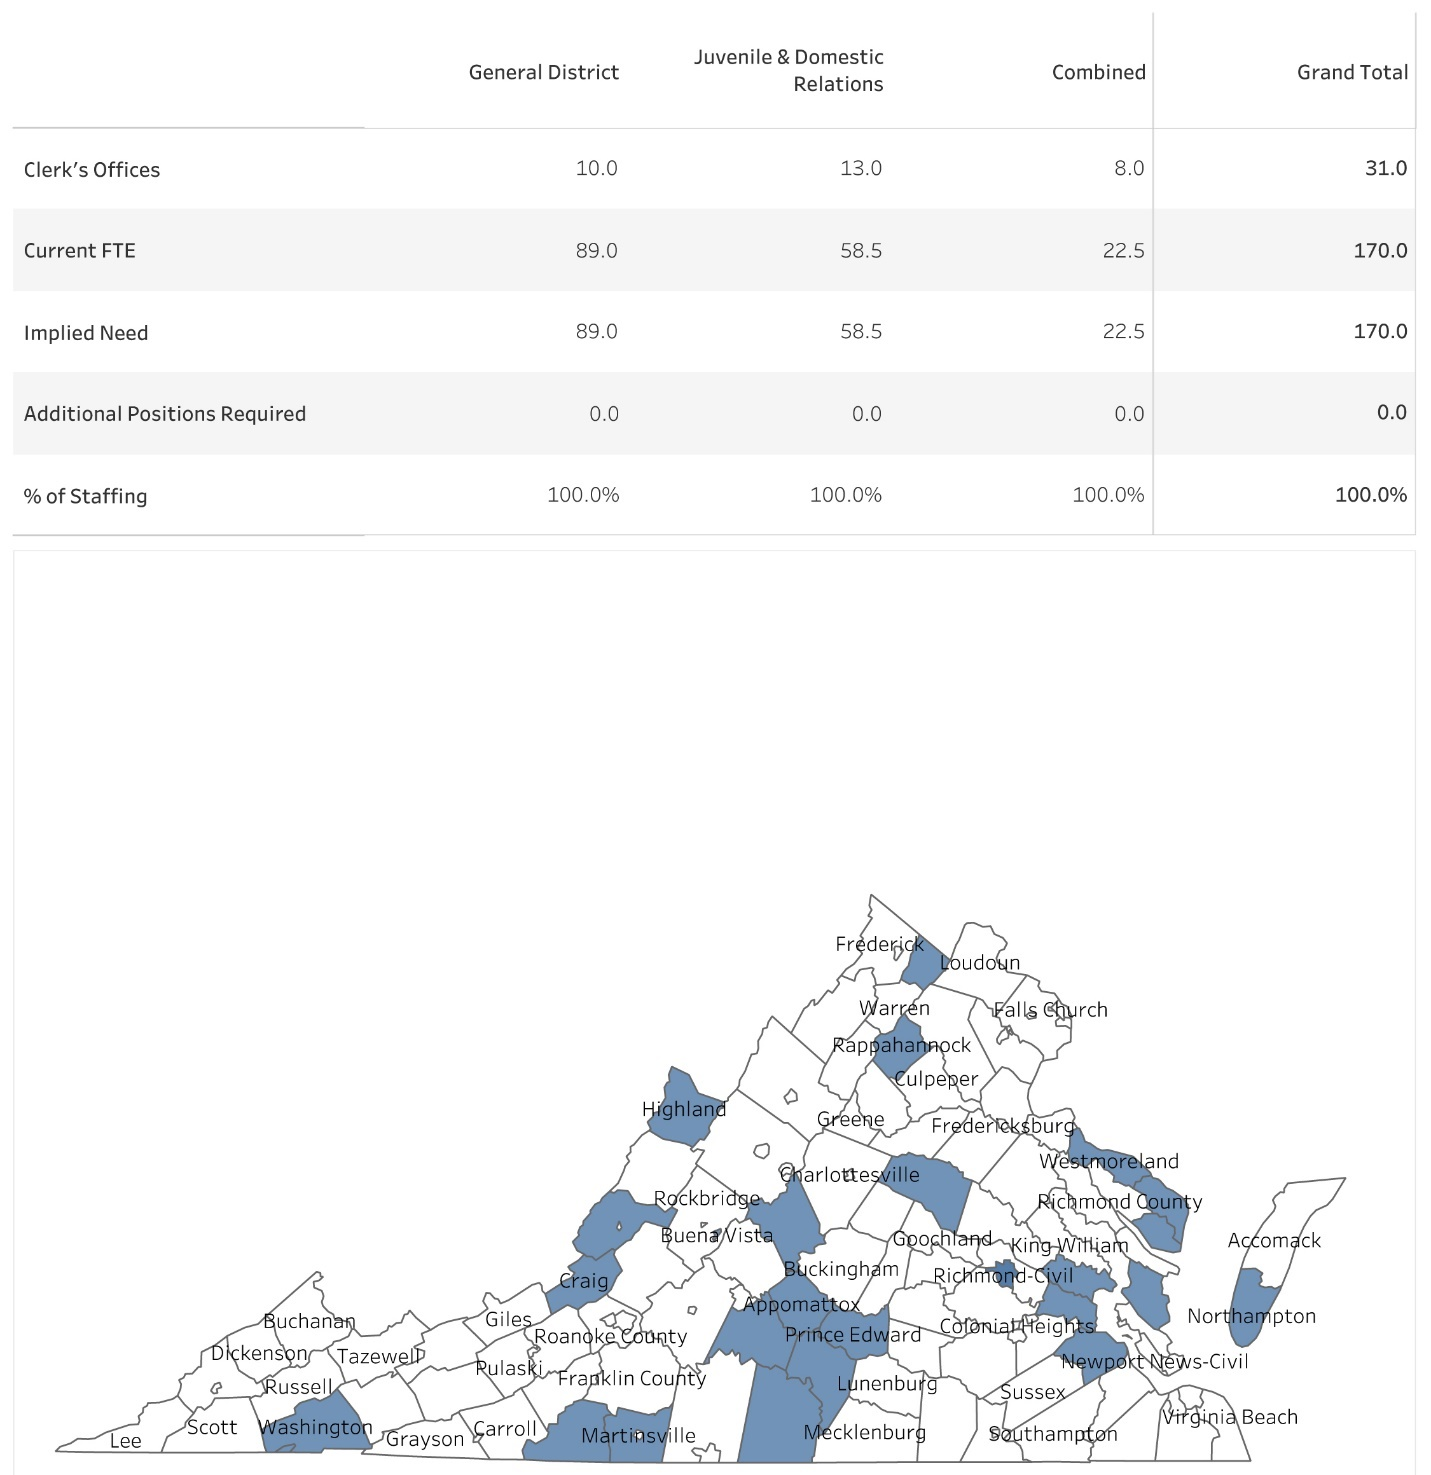 General District
Juvenile & Domestic
Relations
Combined
Grand Total
Clerk’s Offices 10.0 13.0 8.0 31.0
Current FTE 89.0 58.5 22.5 170.0
Implied Need 89.0 58.5 22.5 170.0
Additional Positions Required 0.0 0.0 0.0 0.0
% of Staffing 100.0% 100.0% 100.0% 100.0%
Frederick
Loudoun
Warren
Falls Church
Rappahannock
Culpeper
Highland
Greene
Fredericksburg
Westmoreland
Charlottesville
Rockbridge
Richmond County
Buena Vista
Goochland
Accomack
King William
Buckingham
Richmond-Civil
Craig
Appomattox
Northampton
Giles
Buchanan
Colonial Heights
Prince Edward
Roanoke County
Dickenson
Tazewell
Newport News-Civil
Pulaski
Franklin County
Russell
Lunenburg
Sussex
Virginia Beach
Scott
Washington
Carroll
Martinsville
Mecklenburg
Southampton
Lee
Grayson